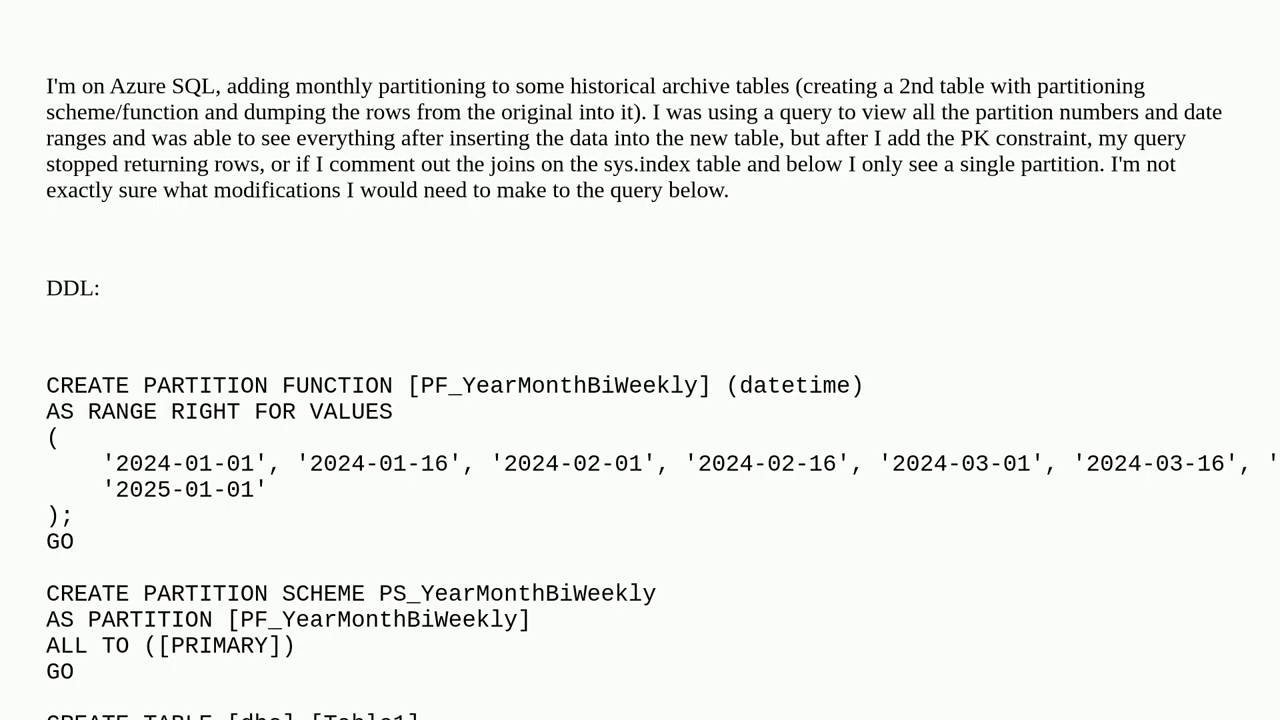 I'm on Azure SQL, adding monthly partitioning to some historical archive tables (creating a 2nd table with partitioning
scheme/function and dumping the rows from the original into it). I was using a query to view all the partition numbers and date
ranges and was able to see everything after inserting the data into the new table, but after I add the PK constraint, my query
stopped returning rows, or if I comment out the joins on the sys.index table and below I only see a single partition. I'm not
exactly sure what modifications I would need to make to the query below.
DDL:
CREATE PARTITION FUNCTION [PF_YearMonthBiWeekly] (datetime)
AS RANGE RIGHT FOR VALUES
(
    '2024-01-01', '2024-01-16', '2024-02-01', '2024-02-16', '2024-03-01', '2024-03-16', '
    '2025-01-01'
);
GO
CREATE PARTITION SCHEME PS_YearMonthBiWeekly
AS PARTITION [PF_YearMonthBiWeekly]
ALL TO ([PRIMARY])
GO
CREATE TABLE [dbo].[Table1]